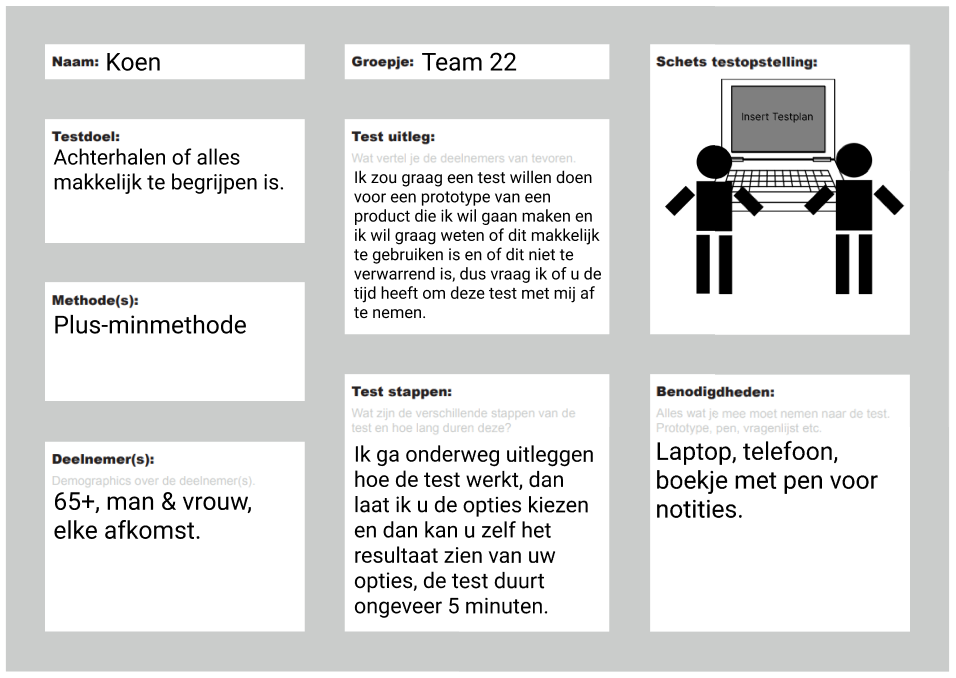 Naam: Koen
Testdoel:
Achterhalen of alles
makkelijk te begrijpen is.
Methode(s):
Plus-minmethode
Deelnemer(s):
Demographics over de deelnemer(s).
65+, man & vrouw,
elke afkomst.
Groepje: Team 22
Test uitleg:
Wat vertel je de deelnemers van tevoren.
Ik zou graag een test willen doen
voor een prototype van een
product die ik wil gaan maken en
ik wil graag weten of dit makkelijk
te gebruiken is en of dit niet te
verwarrend is, dus vraag ik of u de
tijd heeft om deze test met mij af
te nemen.
Test stappen:
Wat zijn de verschillende stappen van de
test en hoe lang duren deze?
Ik ga onderweg uitleggen
hoe de test werkt, dan
laat ik u de opties kiezen
en dan kan u zelf het
resultaat zien van uw
opties, de test duurt
ongeveer 5 minuten.
Schets testopstelling:
Insert Testplan
Benodigdheden:
Alles wat je mee moet nemen naar de test.
Prototype, pen, vragenlijst etc.
Laptop, telefoon,
boekje met pen voor
notities.